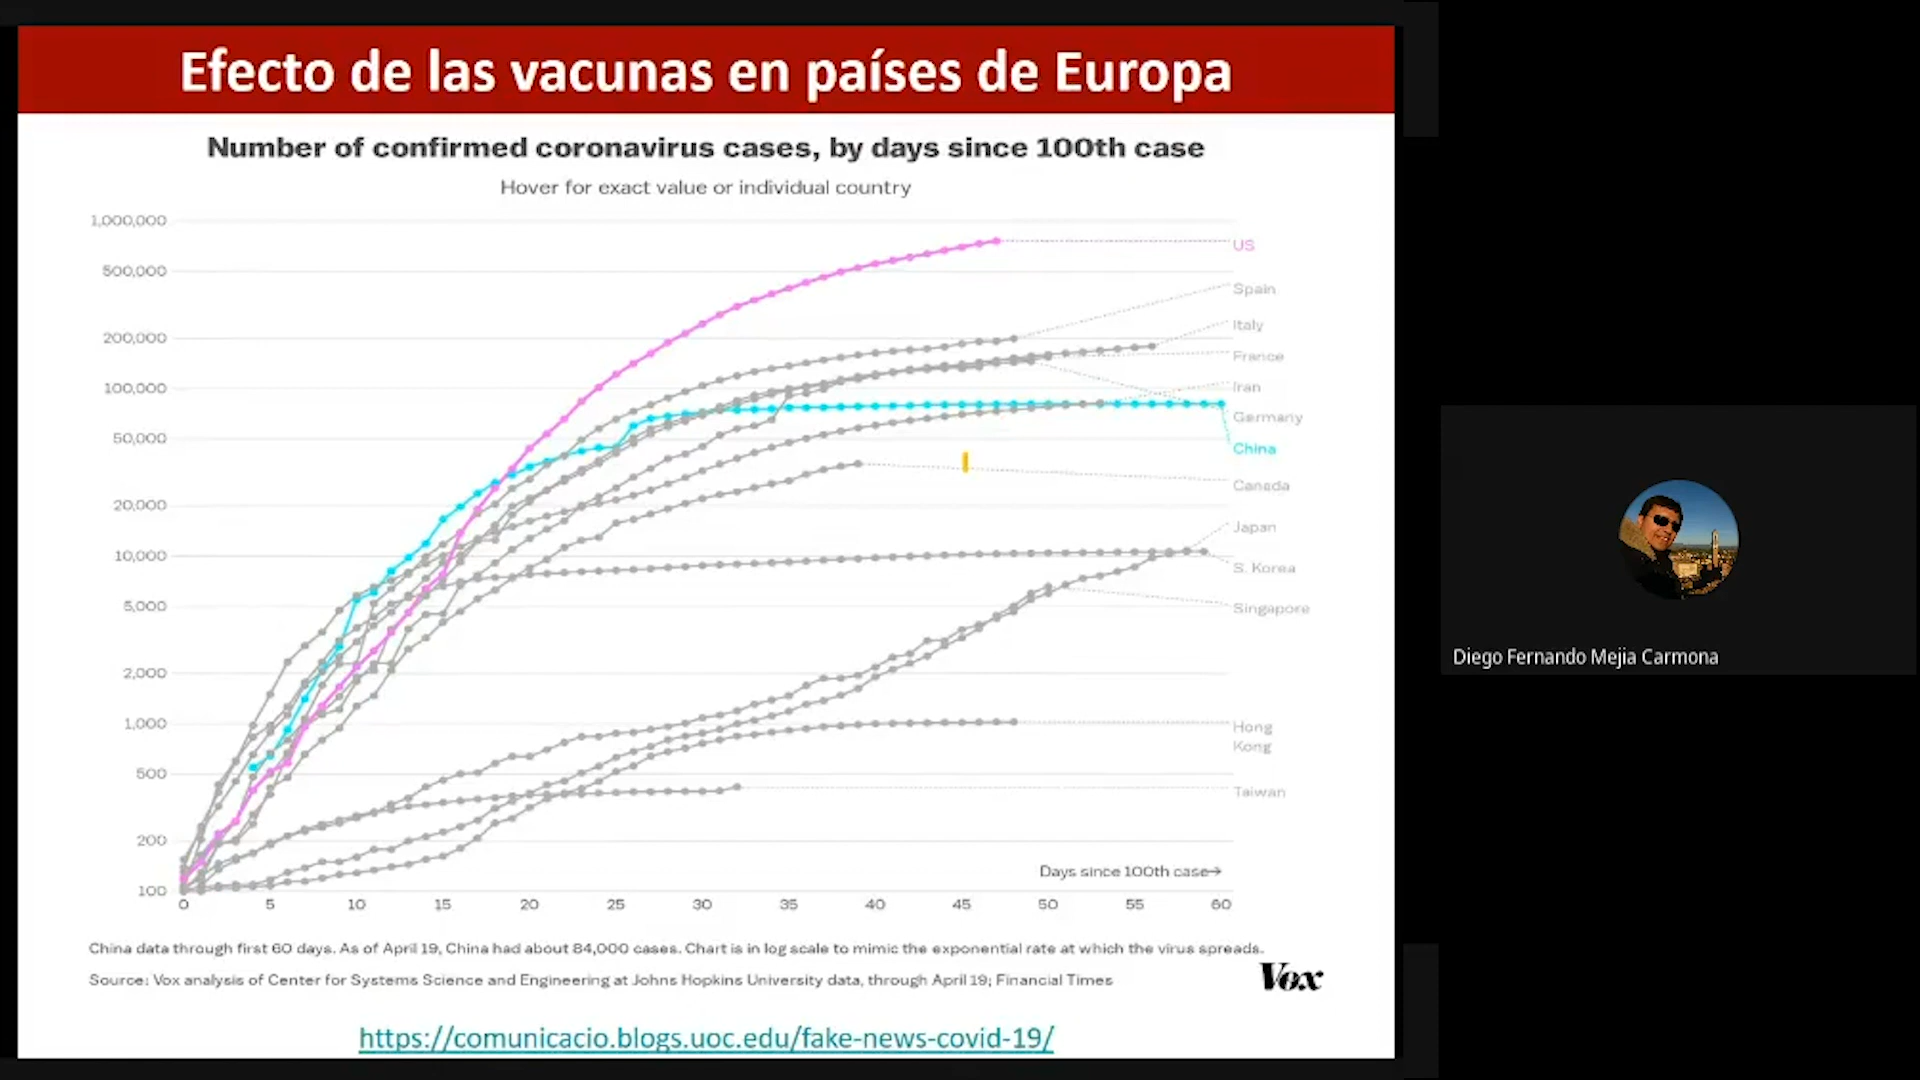 Efecto de las vacunas en países de Europa
Number of confirmed coronavirus cases, by days since 100th case
Hover for exact value or individual country
1,000,000
500,000
200,000
100,000
50,000
20,000
10,000
5,000
2,000
1,000
500
200
100
US
Spain
Italy
France
Iran
Germany
China
Canada
Japan
S. Korea
Singapore
Hong
Kong
Taiwan
Days since 100th case→
0 5 10 15 20 25 30 35 40 45 50 55 60
China data through first 60 days. As of April 19, China had about 84,000 cases. Chart is in log scale to mimic the exponential rate at which the virus spreads.
Source: Vox analysis of Center for Systems Science and Engineering at Johns Hopkins University data, through April 19; Financial Times
Vox
https://comunicacio.blogs.uoc.edu/fake-news-covid-19/
Diego Fernando Mejia Carmona